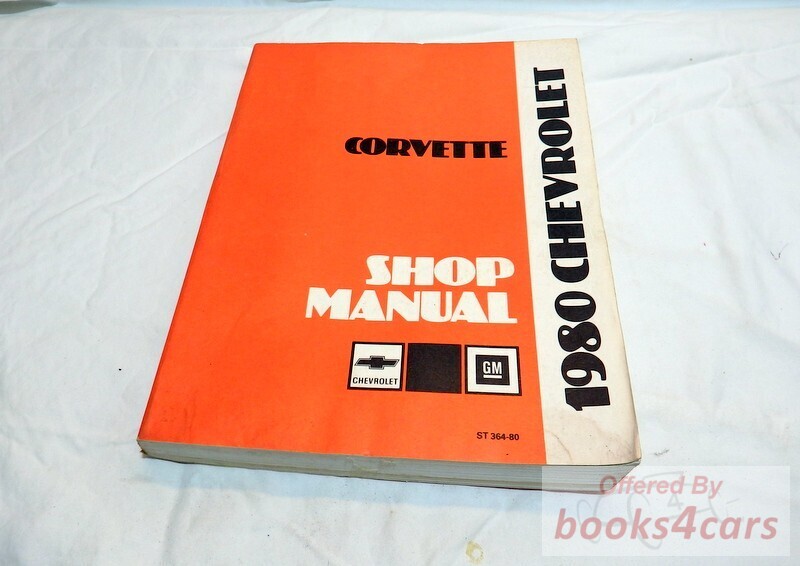 CORVETTE
SHOP
MANUAL
CHEVROLET
GM
ST 364-80
1980 CHEVROLET
Offered By
books4cars